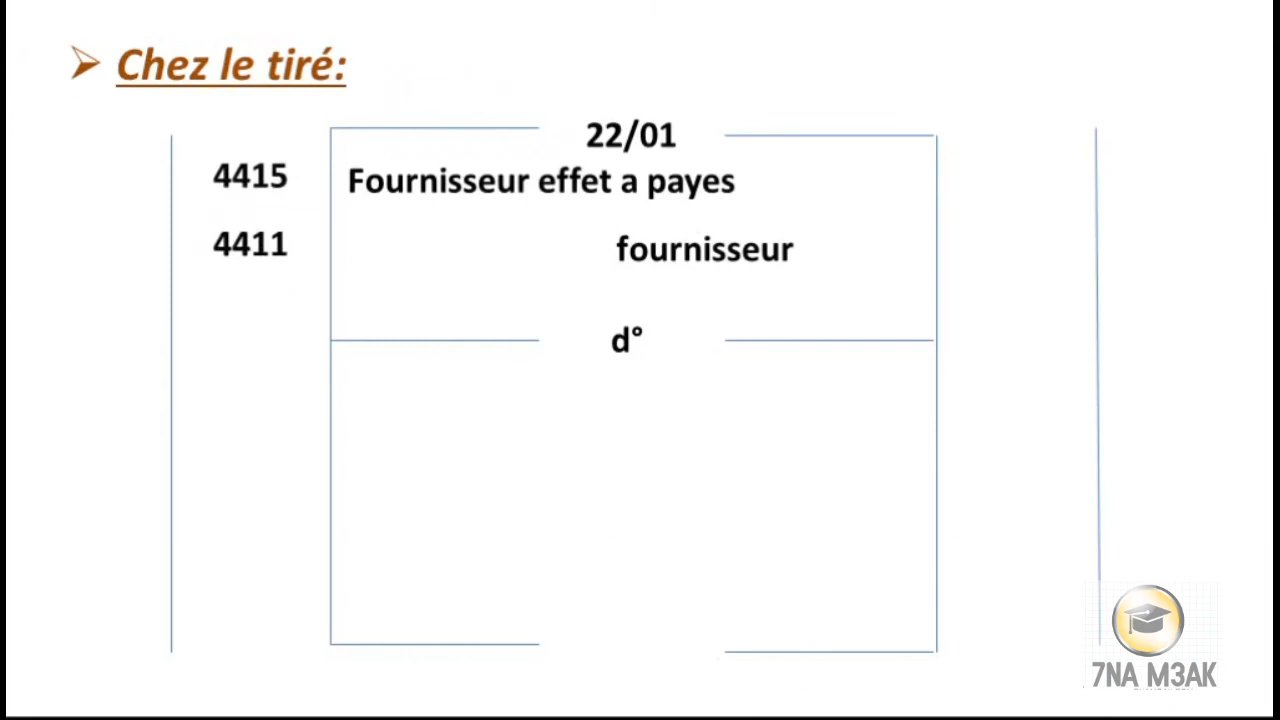 Chez le tiré:
22/01
4415 Fournisseur effet a payes
4411 fournisseur
d°
7NA M3AK